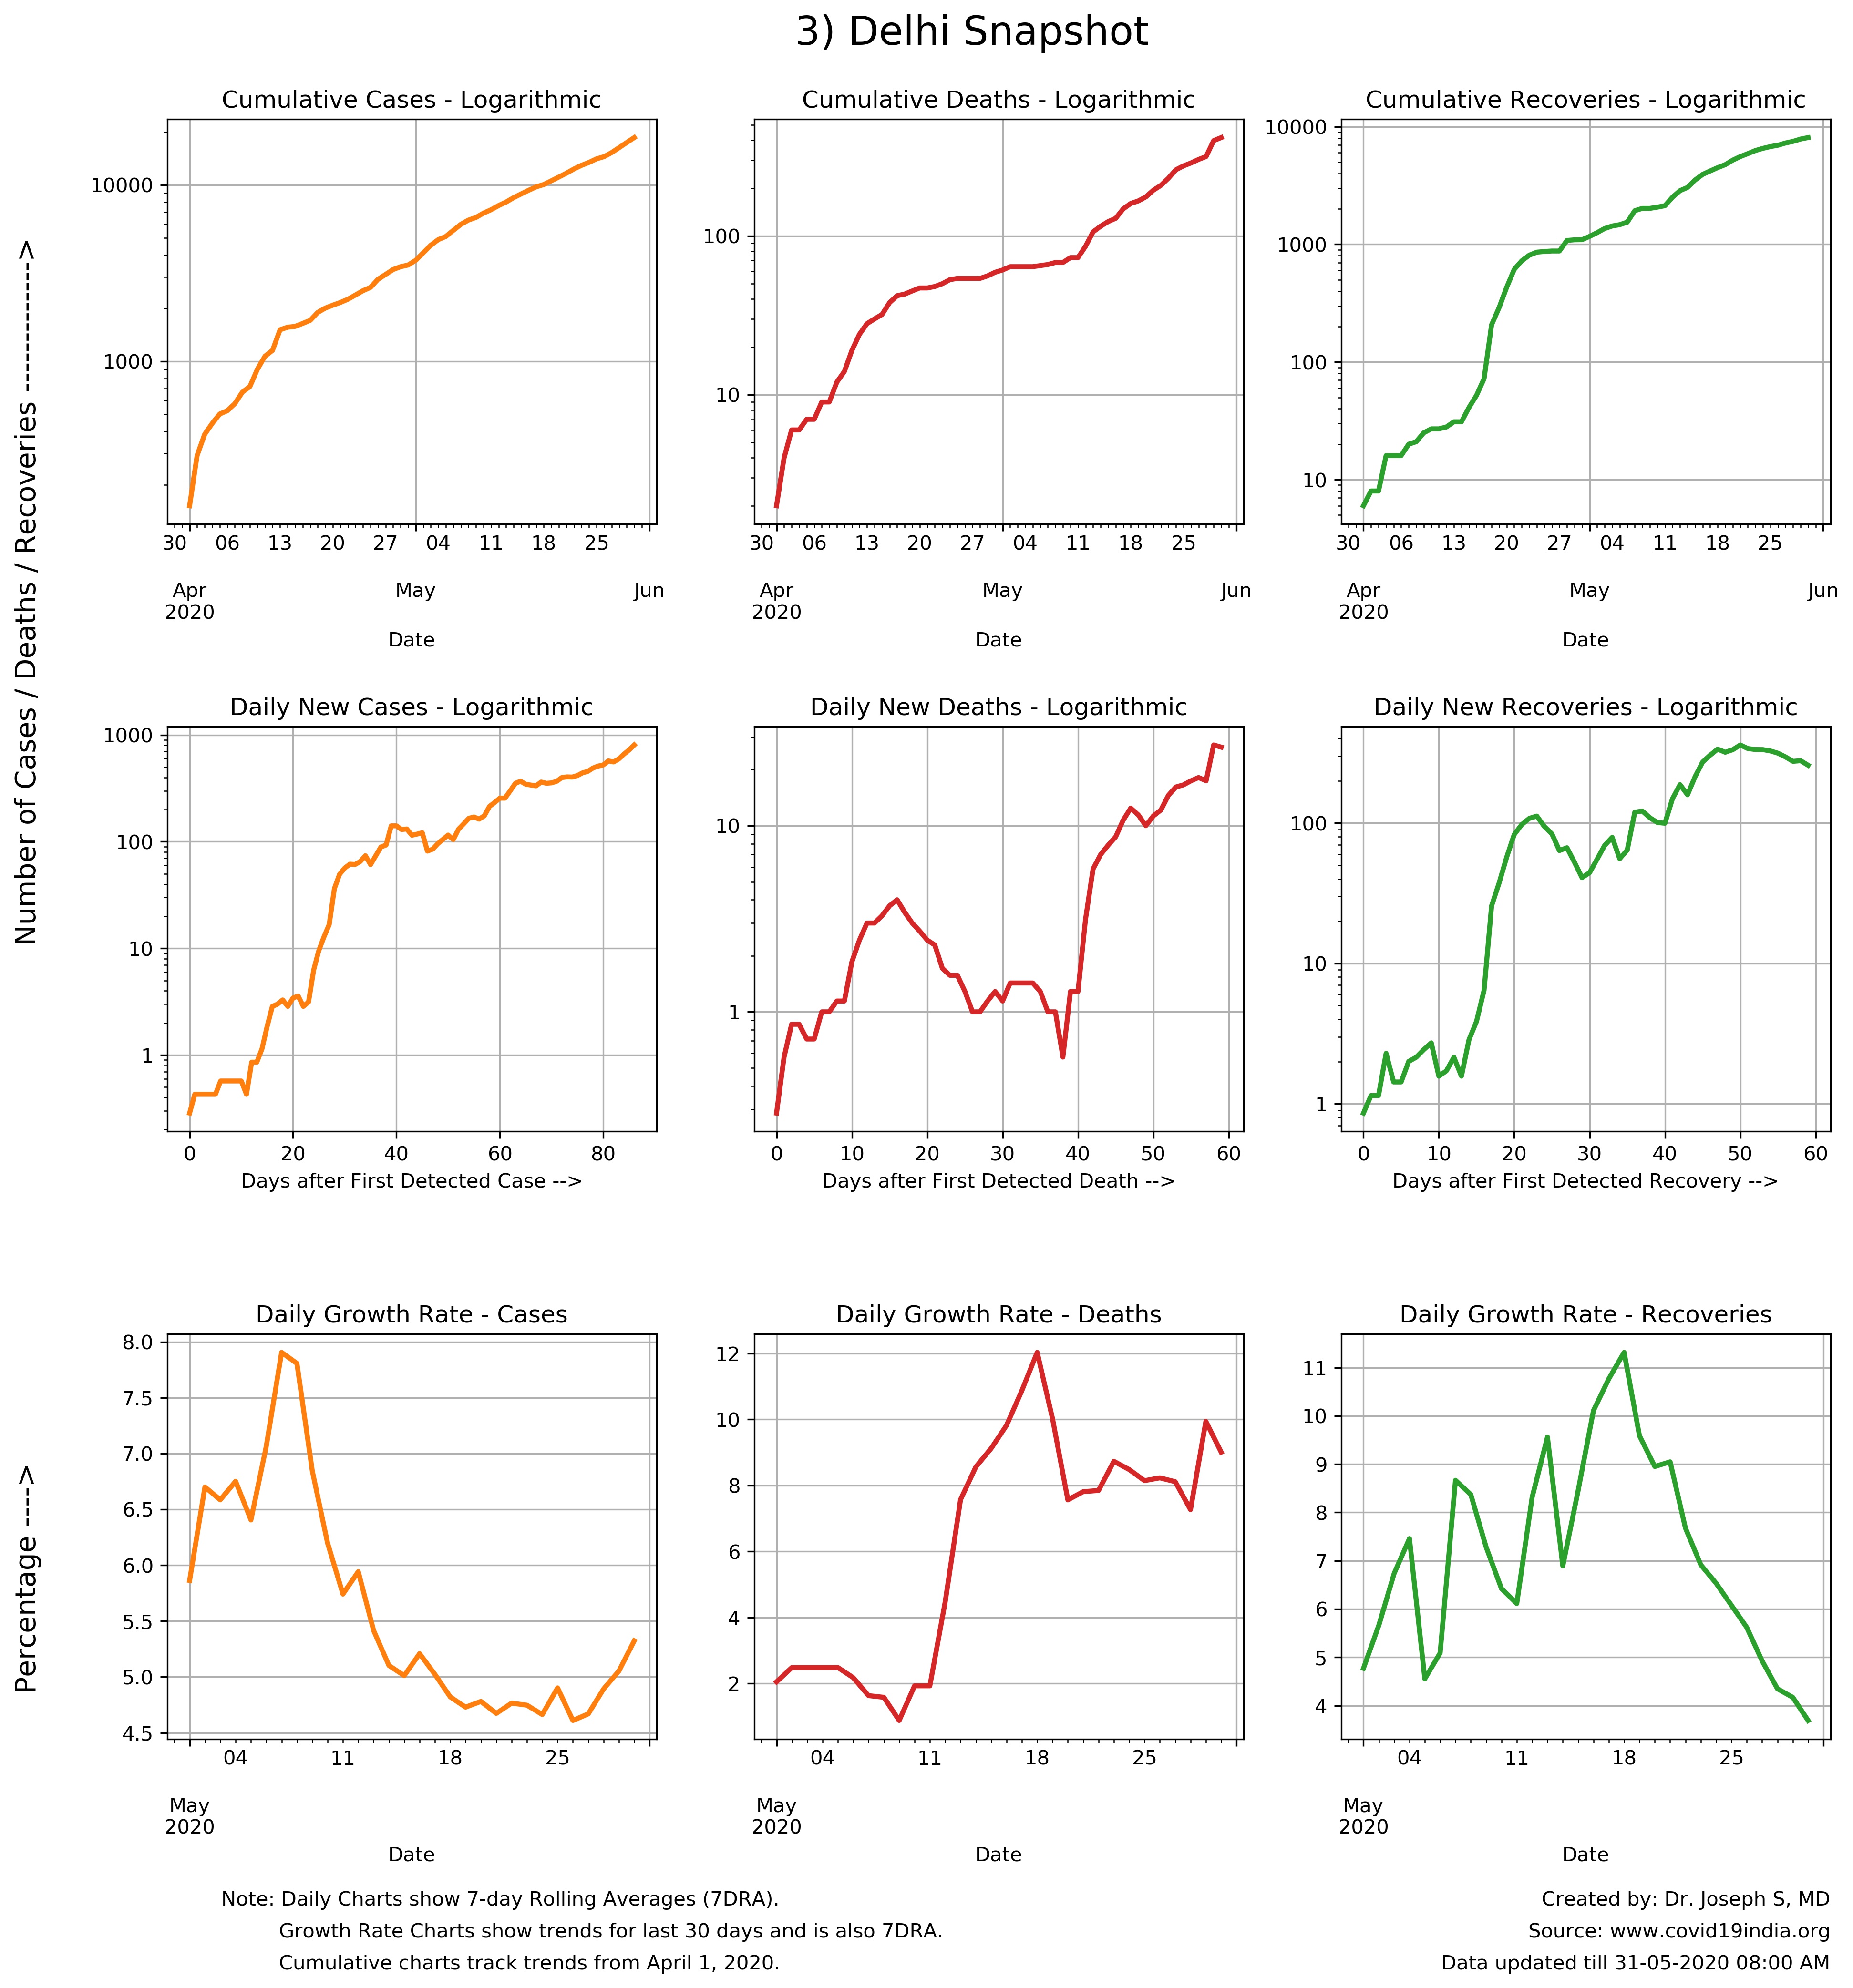 3) Delhi Snapshot
Number of Cases / Deaths / Recoveries --------------->
Cumulative Cases - Logarithmic
10000
1000
30 06 13 20 27 04 11 18 25
Apr May Jun
2020
Date
Cumulative Deaths - Logarithmic
100
10
30 06 13 20 27 04 11 18 25
Apr May Jun
2020
Date
Cumulative Recoveries - Logarithmic
10000
1000
100
10
30 06 13 20 27 04 11 18 25
Apr May Jun
2020
Date
Daily New Cases - Logarithmic
1000
100
10
1
0 20 40 60 80
Days after First Detected Case -->
Daily New Deaths - Logarithmic
10
1
0 10 20 30 40 50 60
Days after First Detected Death -->
Daily New Recoveries - Logarithmic
100
10
1
0 10 20 30 40 50 60
Days after First Detected Recovery -->
Percentage ---->
Daily Growth Rate - Cases
8.0
7.5
7.0
6.5
6.0
5.5
5.0
4.5
04 11 18 25
May
2020
Date
Daily Growth Rate - Deaths
12
10
8
6
4
2
04 11 18 25
May
2020
Date
Daily Growth Rate - Recoveries
11
10
9
8
7
6
5
4
04 11 18 25
May
2020
Date
Note: Daily Charts show 7-day Rolling Averages (7DRA).
Growth Rate Charts show trends for last 30 days and is also 7DRA.
Cumulative charts track trends from April 1, 2020.
Created by: Dr. Joseph S, MD
Source: www.covid19india.org
Data updated till 31-05-2020 08:00 AM